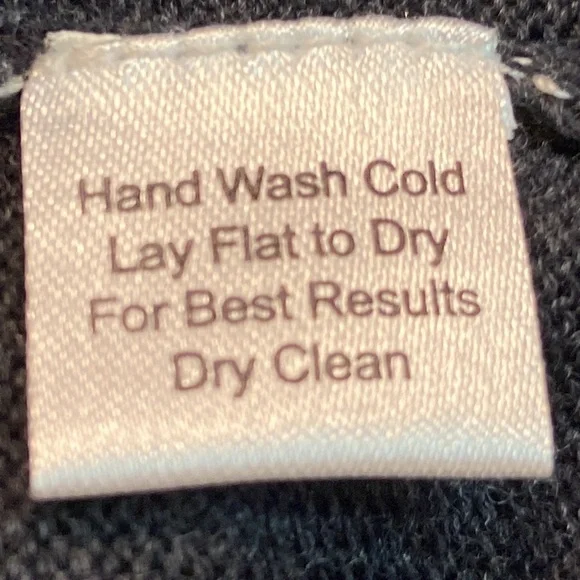 Hand Wash Cold
Lay Flat to Dry
For Best Results
Dry Clean